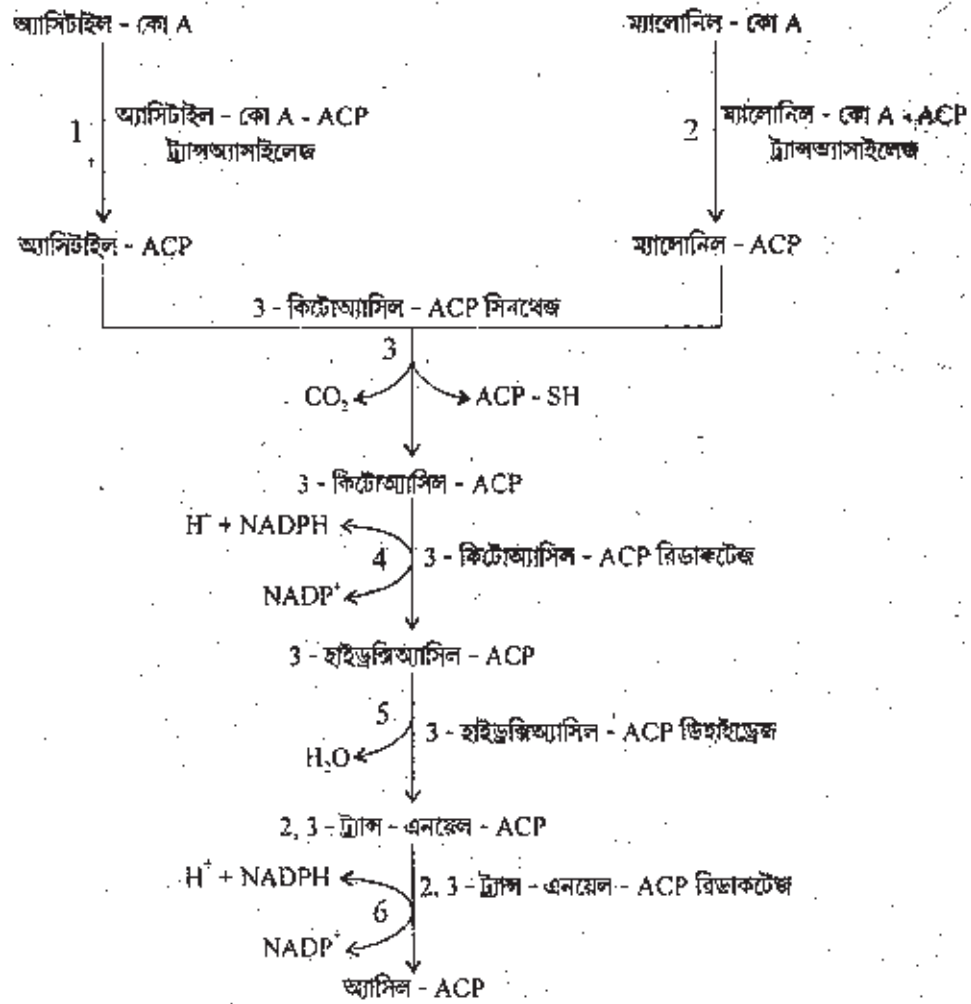 অ্যাসিটাইল - কো A
ম্যালোনিল - কো A
1
অ্যাসিটাইল - কো A - ACP
ট্র্যান্সঅ্যাসাইলেজ
2
ম্যালোনিল - কো A - ACP
ট্র্যান্সঅ্যাসাইলেজ
অ্যাসিটাইল - ACP
ম্যালোনিল - ACP
3 - কিটোঅ্যাসিল - ACP সিনথেজ
3
CO₂
ACP - SH
3 - কিটোঅ্যাসিল - ACP
H⁺ + NADPH
4
3 - কিটোঅ্যাসিল - ACP রিডাকটেজ
NADP⁺
3 - হাইড্রক্সিঅ্যাসিল - ACP
5
3 - হাইড্রক্সিঅ্যাসিল - ACP ডিহাইড্রেজ
H₂O
2, 3 - ট্র্যান্স - এনয়েল - ACP
H⁺ + NADPH
2, 3 - ট্র্যান্স - এনয়েল - ACP রিডাকটেজ
6
NADP⁺
অ্যাসিল - ACP